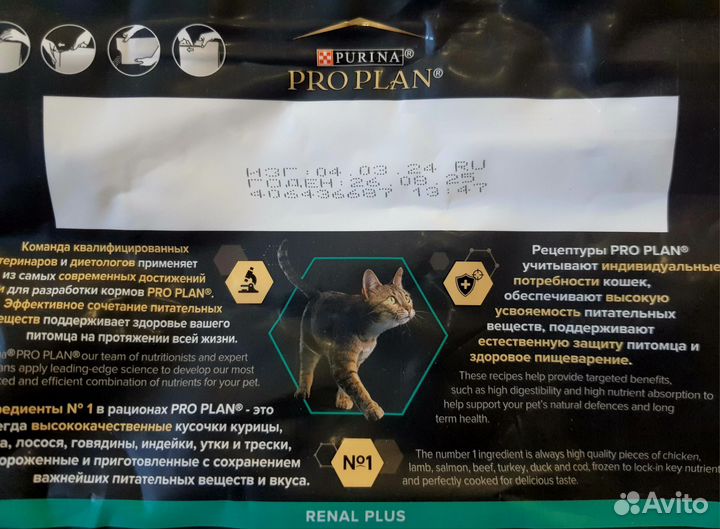 PURINA®
PRO PLAN®
ИЗГ:04.03.24 RU
ГОДЕН:26.08.25
406436687 13:47
Команда квалифицированных
и диетологов применяет
из самых современных достижений
для разработки кормов PRO PLAN®.
Эффективное сочетание питательных
поддерживает здоровье вашего
питомца на протяжении всей жизни.
PRO PLAN® our team of nutritionists and expert
apply leading-edge science to develop our most
and efficient combination of nutrients for your pet.
№ 1 в рационах PRO PLAN® - это
высококачественные кусочки курицы,
лосося, говядины, индейки, утки и трески,
и приготовленные с сохранением
важнейших питательных веществ и вкуса.
Рецептуры PRO PLAN®
учитывают индивидуальные
потребности кошек,
обеспечивают высокую
усвояемость питательных
веществ, поддерживают
естественную защиту питомца и
здоровое пищеварение.
These recipes help provide targeted benefits,
such as high digestibility and high nutrient absorption to
help support your pet's natural defences and long
term health.
№1
The number 1 ingredient is always high quality pieces of chicken,
lamb, salmon, beef, turkey, duck and cod, frozen to lock-in key
and perfectly cooked for delicious taste.
RENAL PLUS
Avito